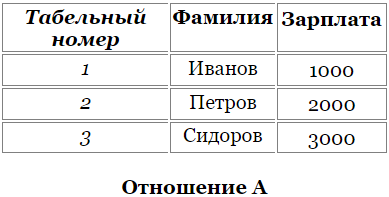 Табельный номер Фамилия Зарплата
1 Иванов 1000
2 Петров 2000
3 Сидоров 3000
Отношение A